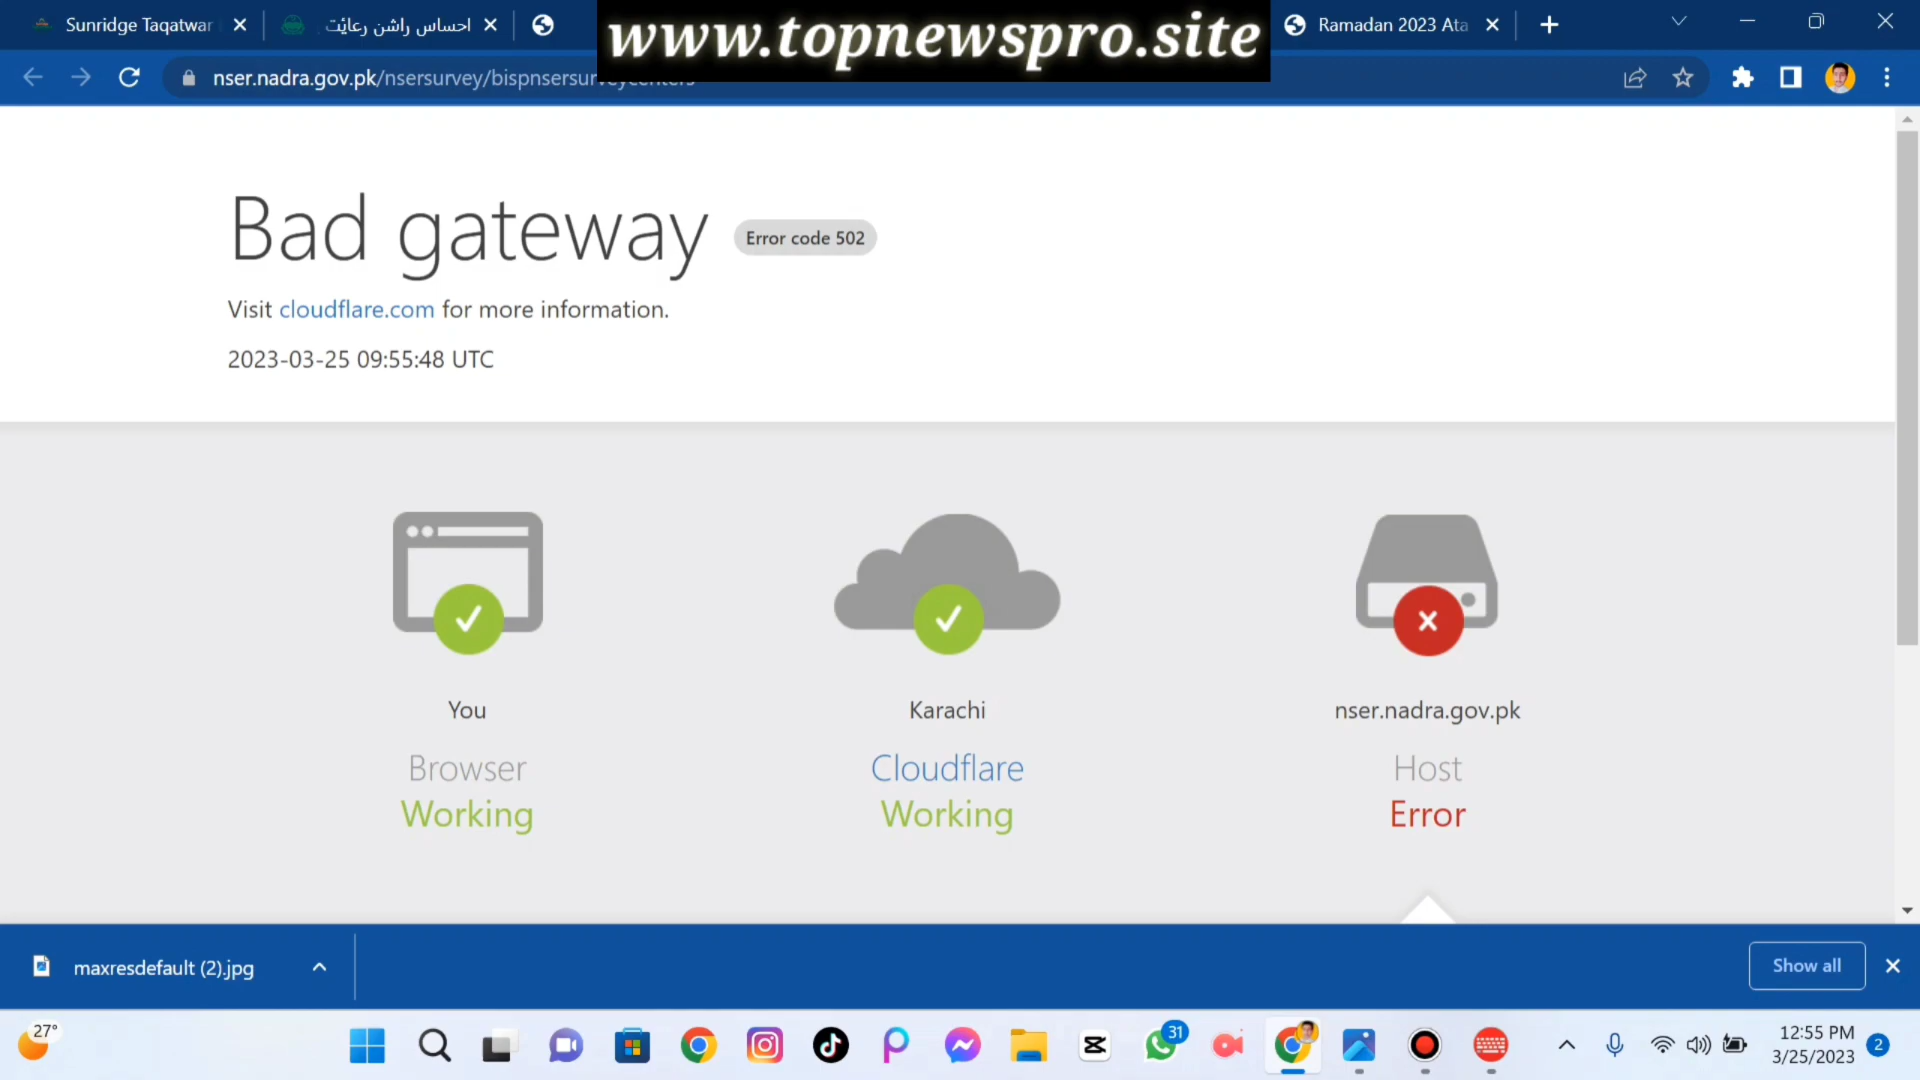 Sunridge Taqatwar
احساس راشن رعائت
www.topnewspro.site
Ramadan 2023 Ata
nser.nadra.gov.pk/nsersurvey/bispnsersurveycenters
Bad gateway
Error code 502
Visit cloudflare.com for more information.
2023-03-25 09:55:48 UTC
You
Browser
Working
Karachi
Cloudflare
Working
nser.nadra.gov.pk
Host
Error
maxresdefault (2).jpg
Show all
27°
31
12:55 PM
3/25/2023
2